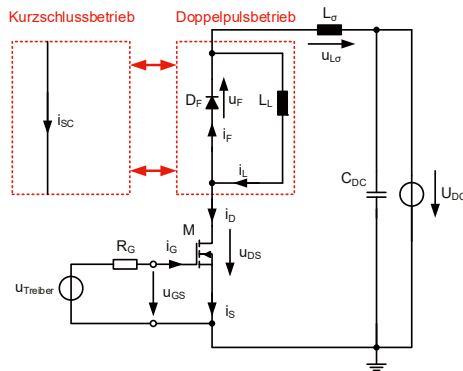 Kurzschlussbetrieb
Doppelpulsbetrieb
Lσ
uLσ
DF
uF
LL
iSC
iF
iL
CDC
UDC
iD
M
RG
iG
uDS
uTreiber
uGS
iS